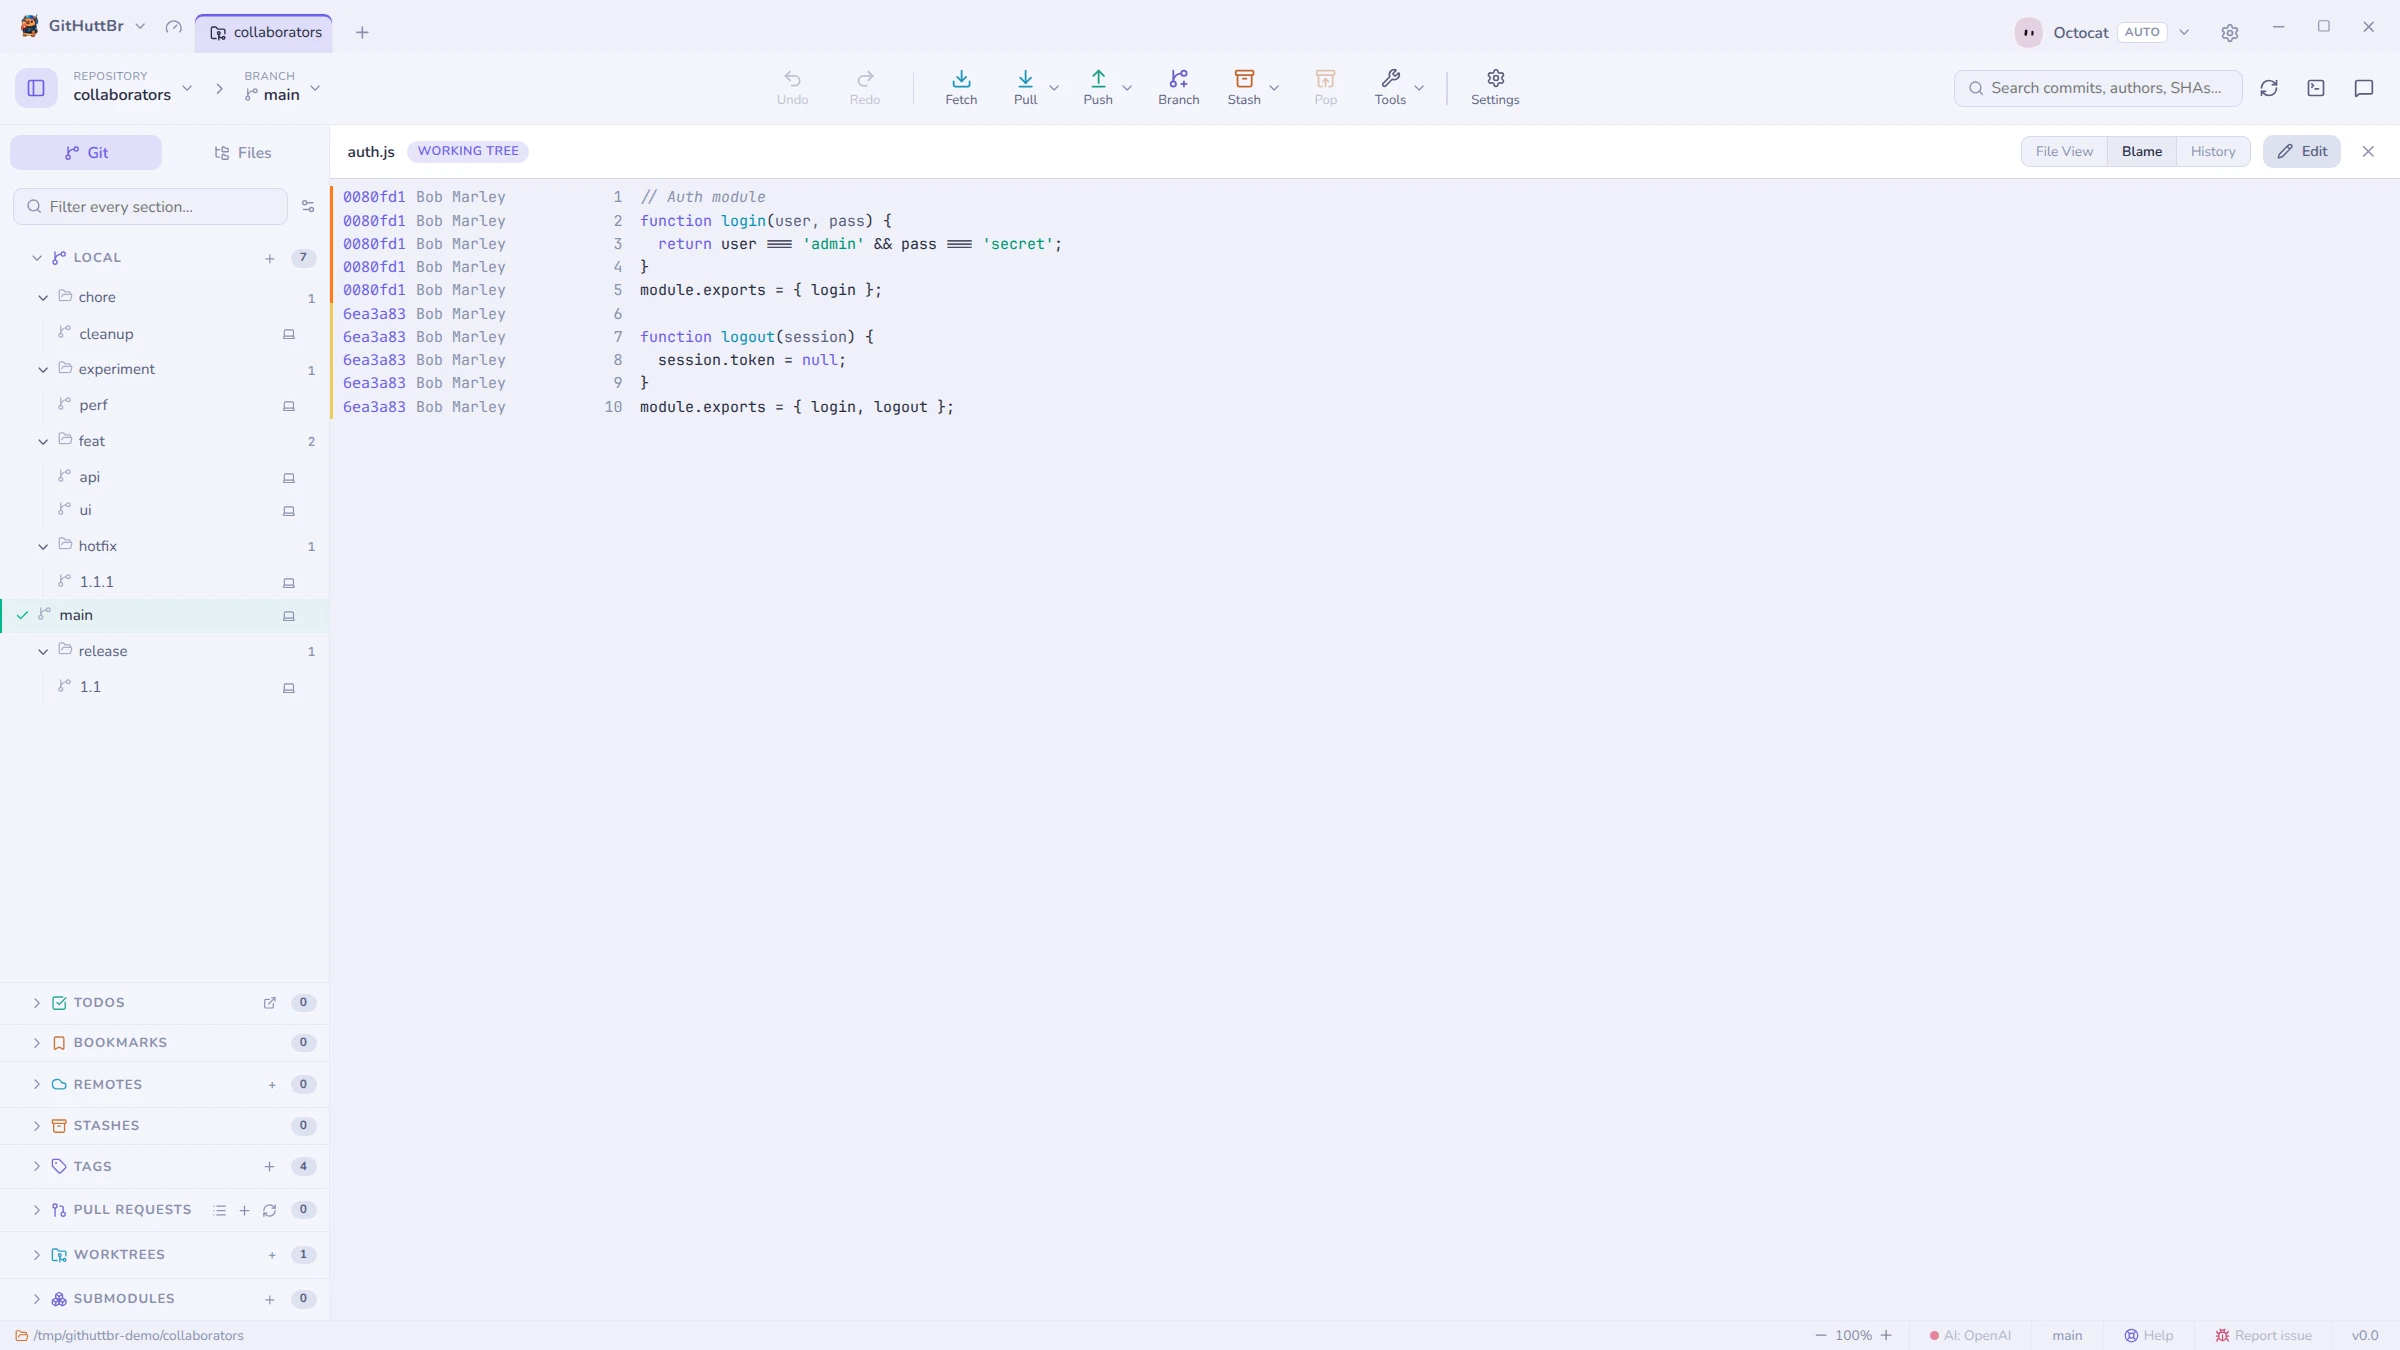 GitHuttBr
collaborators
Octocat AUTO
REPOSITORY
collaborators
BRANCH
main
Undo
Redo
Fetch
Pull
Push
Branch
Stash
Pop
Tools
Settings
Search commits, authors, SHAs...
Git
Files
Filter every section...
LOCAL 7
chore 1
cleanup
experiment 1
perf
feat 2
api
ui
hotfix 1
1.1.1
main
release 1
1.1
TODOS 0
BOOKMARKS 0
REMOTES 0
STASHES 0
TAGS 4
PULL REQUESTS 0
WORKTREES 1
SUBMODULES 0
auth.js WORKING TREE
File View
Blame
History
Edit
0080fd1 Bob Marley 1 // Auth module
0080fd1 Bob Marley 2 function login(user, pass) {
0080fd1 Bob Marley 3 return user === 'admin' && pass === 'secret';
0080fd1 Bob Marley 4 }
0080fd1 Bob Marley 5 module.exports = { login };
6ea3a83 Bob Marley 6
6ea3a83 Bob Marley 7 function logout(session) {
6ea3a83 Bob Marley 8 session.token = null;
6ea3a83 Bob Marley 9 }
6ea3a83 Bob Marley 10 module.exports = { login, logout };
/tmp/githuttbr-demo/collaborators
100%
AI: OpenAI
main
Help
Report issue
v0.0